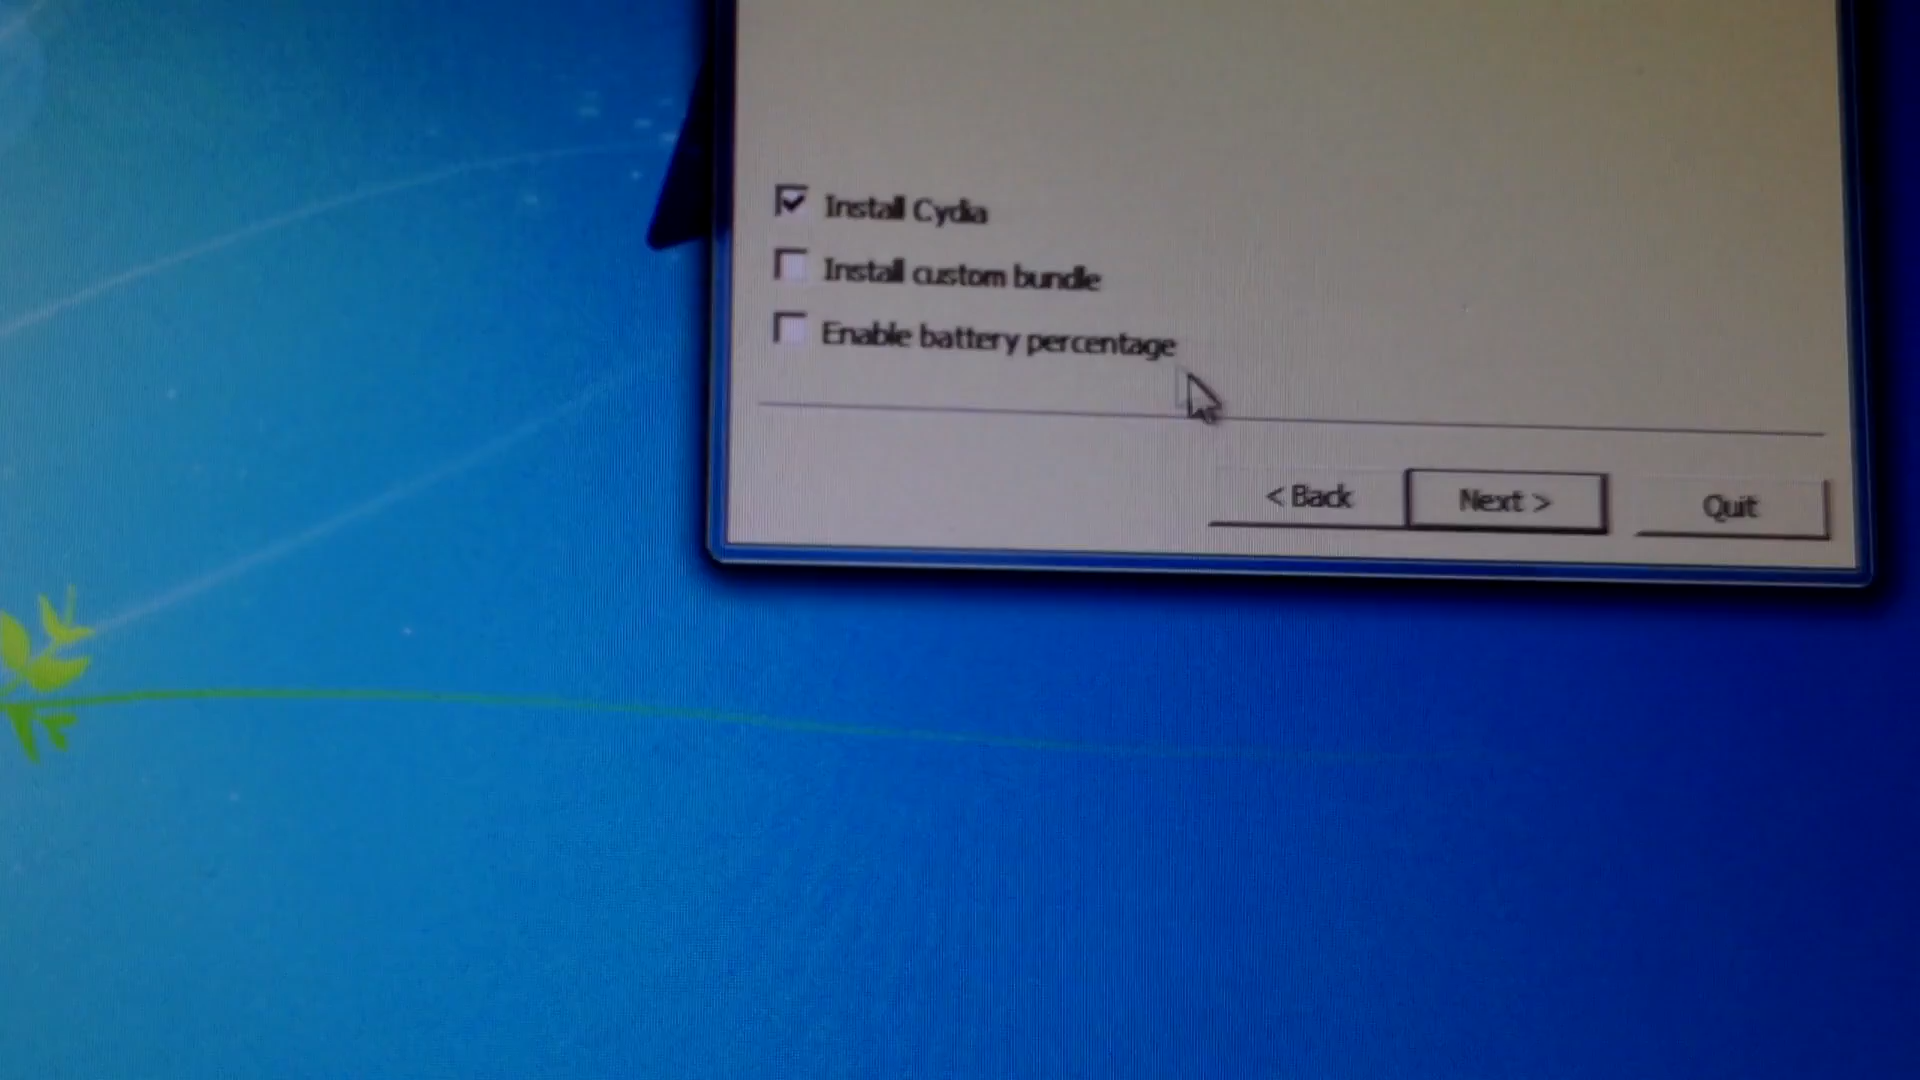 Install Cydia
Install custom bundle
Enable battery percentage
< Back Next > Quit